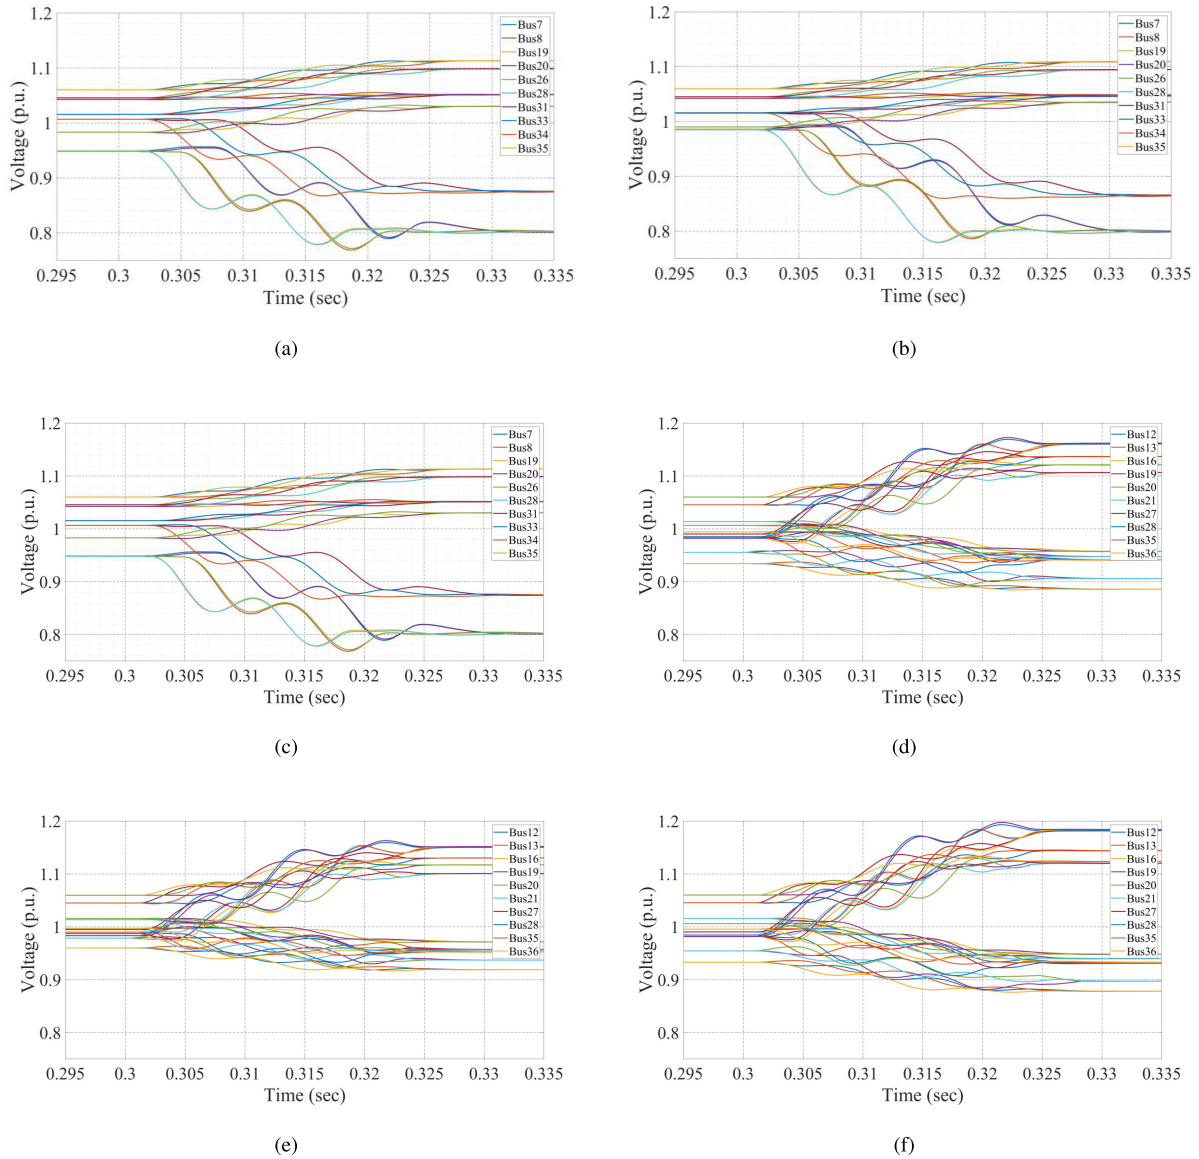 1.2
1.1
1
0.9
0.8
Voltage (p.u.)
0.295 0.3 0.305 0.31 0.315 0.32 0.325 0.33 0.335
Time (sec)
Bus7
Bus8
Bus19
Bus20
Bus26
Bus28
Bus31
Bus33
Bus34
Bus35
(a)
1.2
1.1
1
0.9
0.8
Voltage (p.u.)
0.295 0.3 0.305 0.31 0.315 0.32 0.325 0.33 0.335
Time (sec)
Bus7
Bus8
Bus19
Bus20
Bus26
Bus28
Bus31
Bus33
Bus34
Bus35
(b)
1.2
1.1
1
0.9
0.8
Voltage (p.u.)
0.295 0.3 0.305 0.31 0.315 0.32 0.325 0.33 0.335
Time (sec)
Bus7
Bus8
Bus19
Bus20
Bus26
Bus28
Bus31
Bus33
Bus34
Bus35
(c)
1.2
1.1
1
0.9
0.8
Voltage (p.u.)
0.295 0.3 0.305 0.31 0.315 0.32 0.325 0.33 0.335
Time (sec)
Bus12
Bus13
Bus16
Bus19
Bus20
Bus21
Bus27
Bus28
Bus35
Bus36
(d)
1.2
1.1
1
0.9
0.8
Voltage (p.u.)
0.295 0.3 0.305 0.31 0.315 0.32 0.325 0.33 0.335
Time (sec)
Bus12
Bus13
Bus16
Bus19
Bus20
Bus21
Bus27
Bus28
Bus35
Bus36
(e)
1.2
1.1
1
0.9
0.8
Voltage (p.u.)
0.295 0.3 0.305 0.31 0.315 0.32 0.325 0.33 0.335
Time (sec)
Bus12
Bus13
Bus16
Bus19
Bus20
Bus21
Bus27
Bus28
Bus35
Bus36
(f)